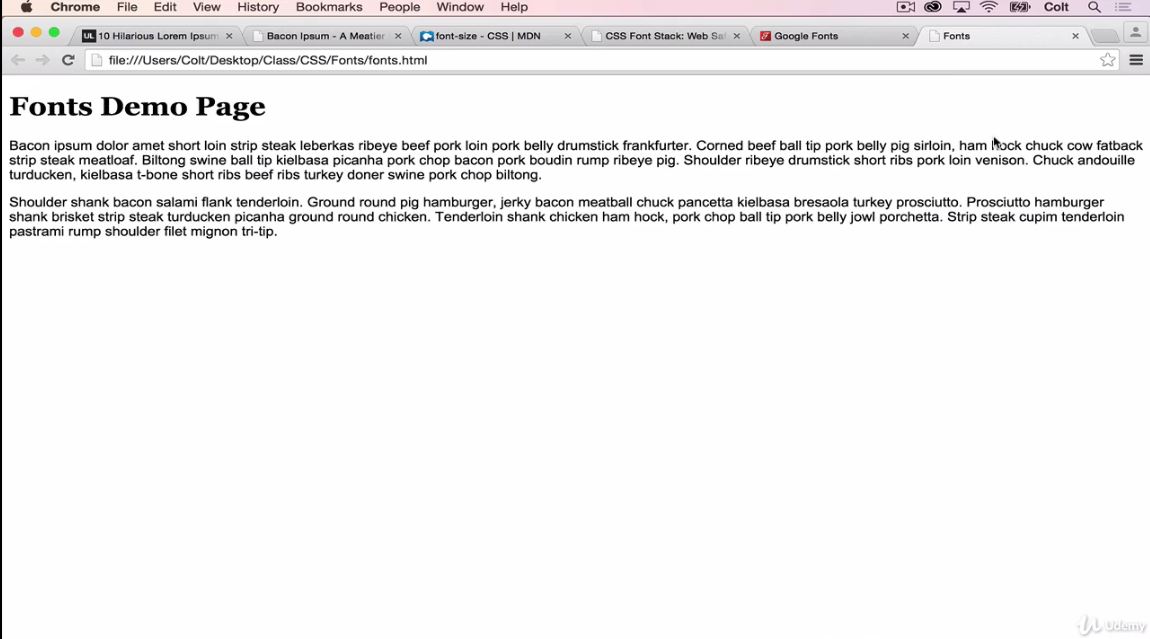 Chrome File Edit View History Bookmarks People Window Help Colt
UL 10 Hilarious Lorem Ipsum Bacon Ipsum - A Meatier font-size - CSS | MDN CSS Font Stack: Web Saf Google Fonts Fonts
file:///Users/Colt/Desktop/Class/CSS/Fonts/fonts.html
Fonts Demo Page
Bacon ipsum dolor amet short loin strip steak leberkas ribeye beef pork loin pork belly drumstick frankfurter. Corned beef ball tip pork belly pig sirloin, ham hock chuck cow fatback
strip steak meatloaf. Biltong swine ball tip kielbasa picanha pork chop bacon pork boudin rump ribeye pig. Shoulder ribeye drumstick short ribs pork loin venison. Chuck andouille
turducken, kielbasa t-bone short ribs beef ribs turkey doner swine pork chop biltong.
Shoulder shank bacon salami flank tenderloin. Ground round pig hamburger, jerky bacon meatball chuck pancetta kielbasa bresaola turkey prosciutto. Prosciutto hamburger
shank brisket strip steak turducken picanha ground round chicken. Tenderloin shank chicken ham hock, pork chop ball tip pork belly jowl porchetta. Strip steak cupim tenderloin
pastrami rump shoulder filet mignon tri-tip.
Udemy